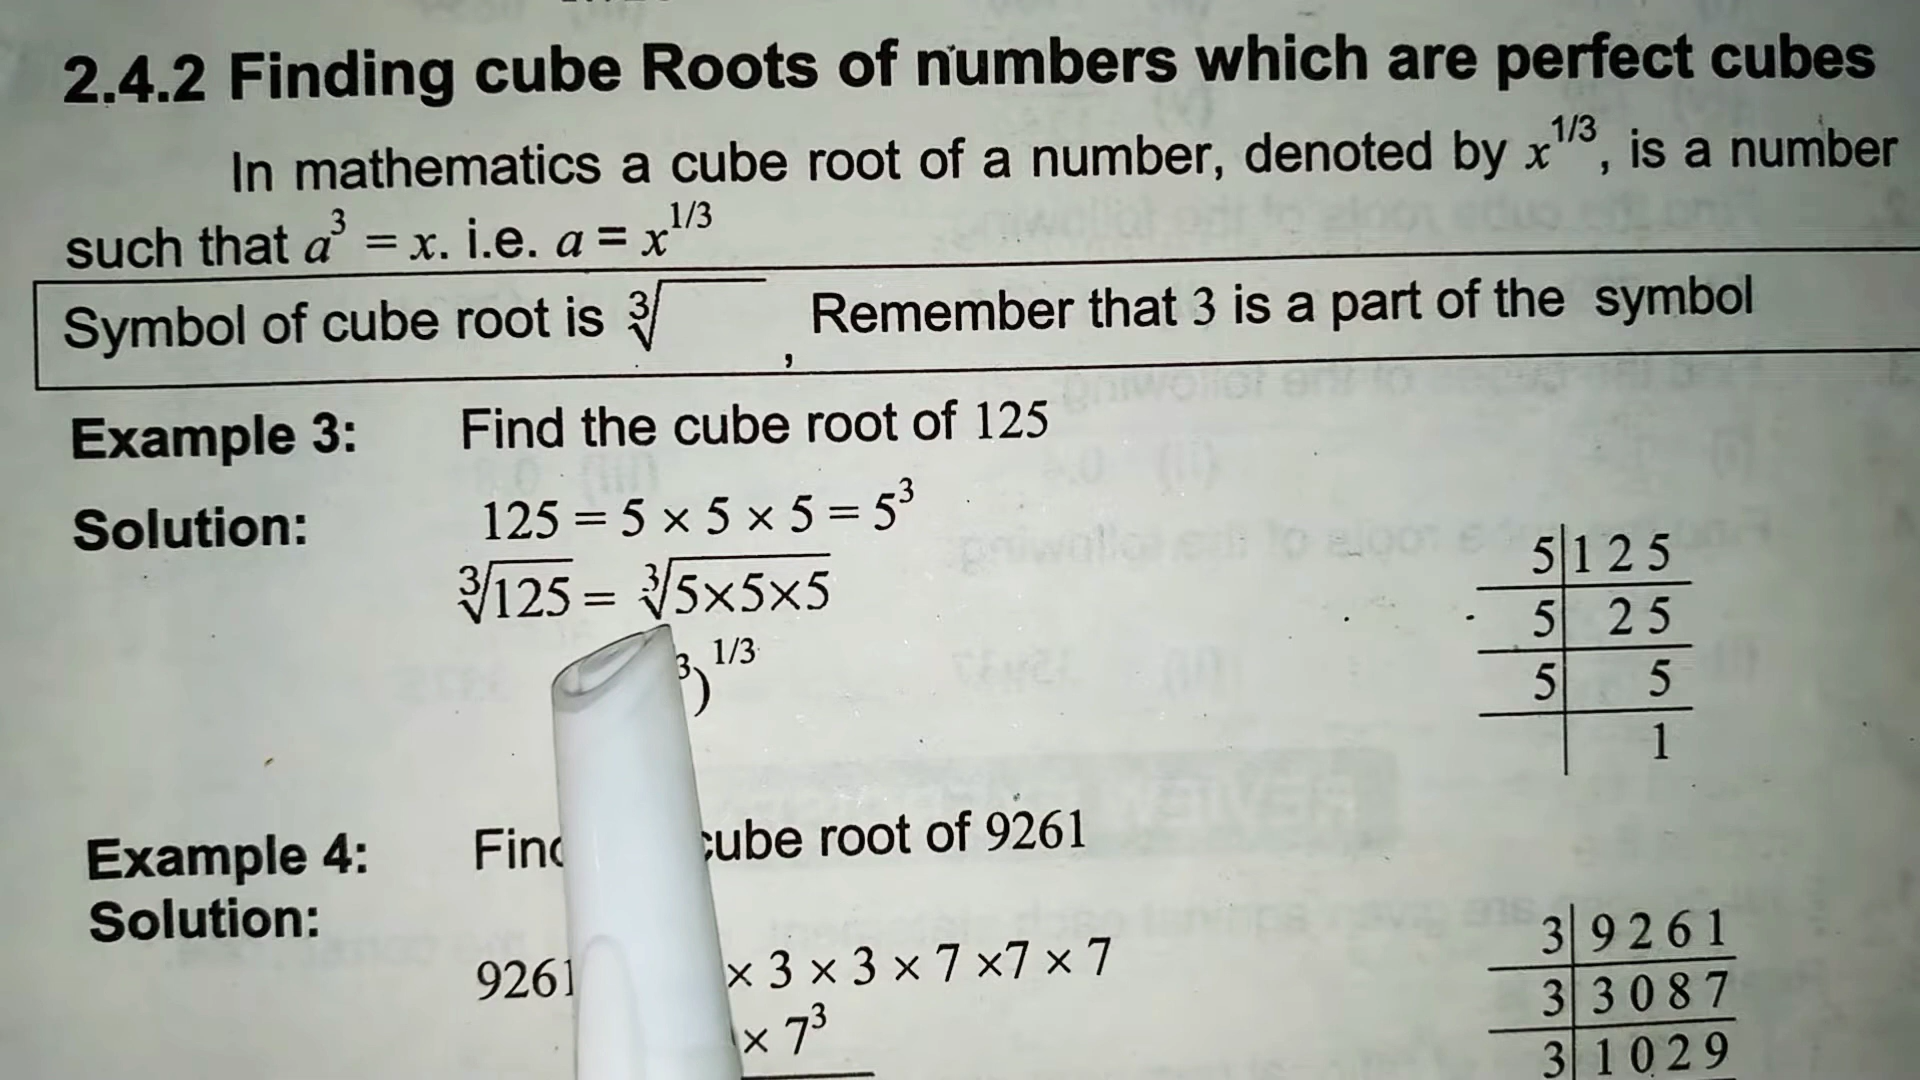 2.4.2 Finding cube Roots of numbers which are perfect cubes
In mathematics a cube root of a number, denoted by x^1/3, is a number
such that a³ = x. i.e. a = x^1/3
Symbol of cube root is ∛ , Remember that 3 is a part of the symbol
Example 3: Find the cube root of 125
Solution: 125 = 5 × 5 × 5 = 5³
∛125 = ∛5×5×5
³)^1/3
5|125
5| 25
5| 5
| 1
Example 4: cube root of 9261
Solution:
9261 × 3 × 3 × 7 ×7 × 7
× 7³
3|9261
3|3087
3|1029